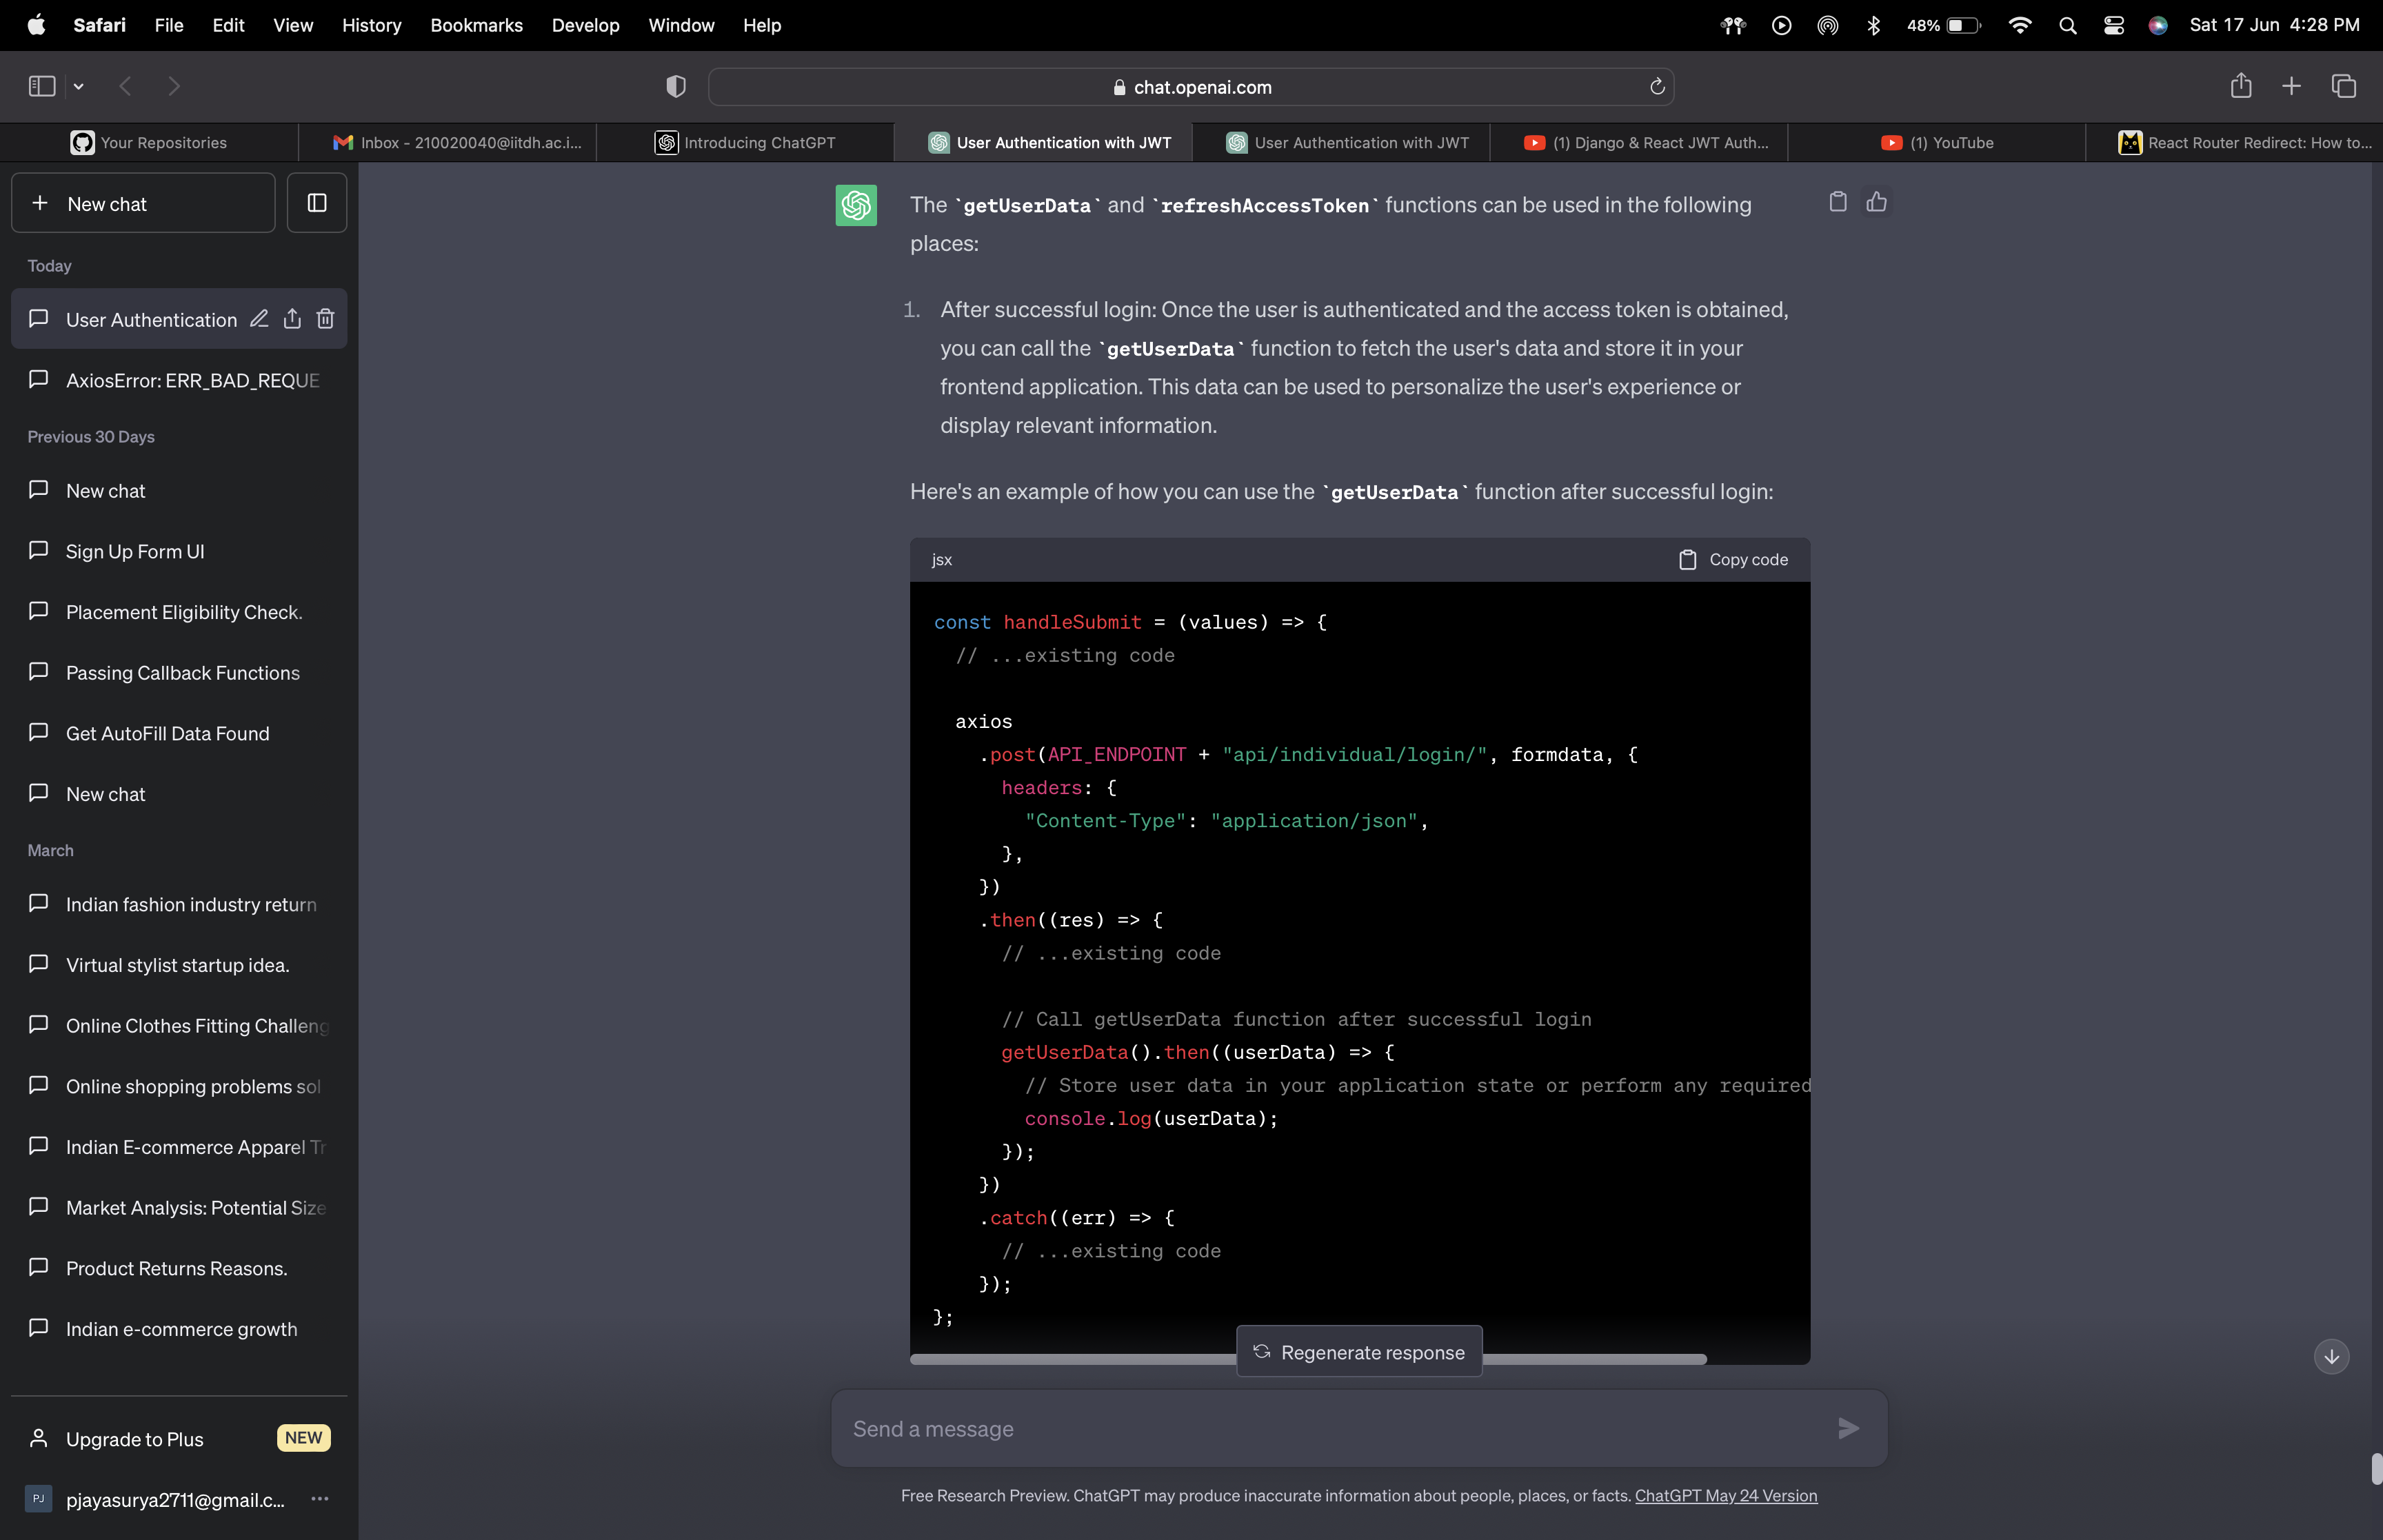 Safari File Edit View History Bookmarks Develop Window Help 48% Sat 17 Jun 4:28 PM
chat.openai.com
Your Repositories
Inbox - 210020040@iitdh.ac.i...
Introducing ChatGPT
User Authentication with JWT
User Authentication with JWT
(1) Django & React JWT Auth...
(1) YouTube
React Router Redirect: How to...
+ New chat
Today
User Authentication
AxiosError: ERR_BAD_REQUE
Previous 30 Days
New chat
Sign Up Form UI
Placement Eligibility Check.
Passing Callback Functions
Get AutoFill Data Found
New chat
March
Indian fashion industry return
Virtual stylist startup idea.
Online Clothes Fitting Challeng
Online shopping problems sol
Indian E-commerce Apparel Tr
Market Analysis: Potential Size
Product Returns Reasons.
Indian e-commerce growth
Upgrade to Plus NEW
PJ pjayasurya2711@gmail.c... ...
The `getUserData` and `refreshAccessToken` functions can be used in the following
places:
1. After successful login: Once the user is authenticated and the access token is obtained,
you can call the `getUserData` function to fetch the user's data and store it in your
frontend application. This data can be used to personalize the user's experience or
display relevant information.
Here's an example of how you can use the `getUserData` function after successful login:
jsx Copy code
const handleSubmit = (values) => {
// ...existing code
axios
.post(API_ENDPOINT + "api/individual/login/", formdata, {
headers: {
"Content-Type": "application/json",
},
})
.then((res) => {
// ...existing code
// Call getUserData function after successful login
getUserData().then((userData) => {
// Store user data in your application state or perform any required
console.log(userData);
});
})
.catch((err) => {
// ...existing code
});
};
Regenerate response
Send a message
Free Research Preview. ChatGPT may produce inaccurate information about people, places, or facts. ChatGPT May 24 Version